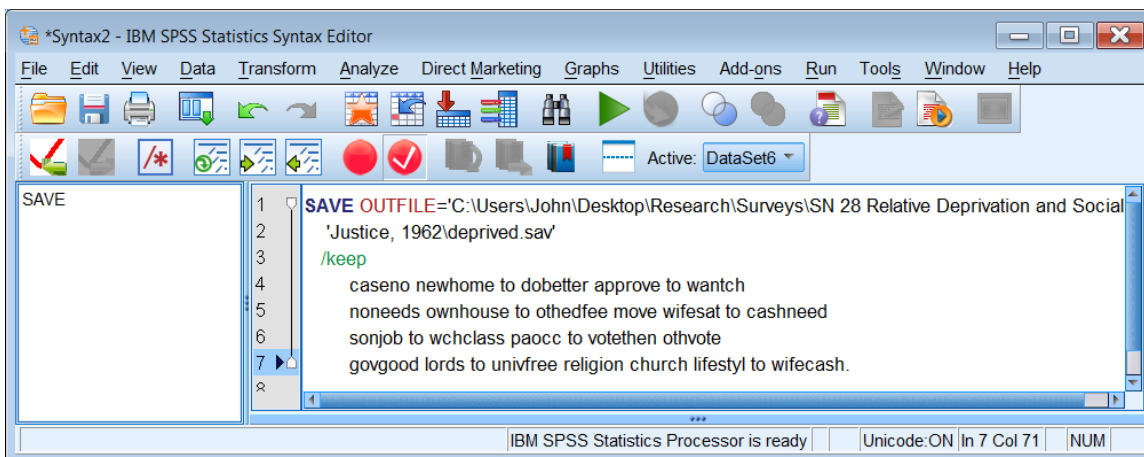 *Syntax2 - IBM SPSS Statistics Syntax Editor
File Edit View Data Transform Analyze Direct Marketing Graphs Utilities Add-ons Run Tools Window Help
/* Active: DataSet6
SAVE
1 SAVE OUTFILE='C:\Users\John\Desktop\Research\Surveys\SN 28 Relative Deprivation and Social
2 'Justice, 1962\deprived.sav'
3 /keep
4 caseno newhome to dobetter approve to wantch
5 noneeds ownhouse to othedfee move wifesat to cashneed
6 sonjob to wchclass paocc to votethen othvote
7 govgood lords to univfree religion church lifestyl to wifecash.
8
IBM SPSS Statistics Processor is ready Unicode:ON In 7 Col 71 NUM